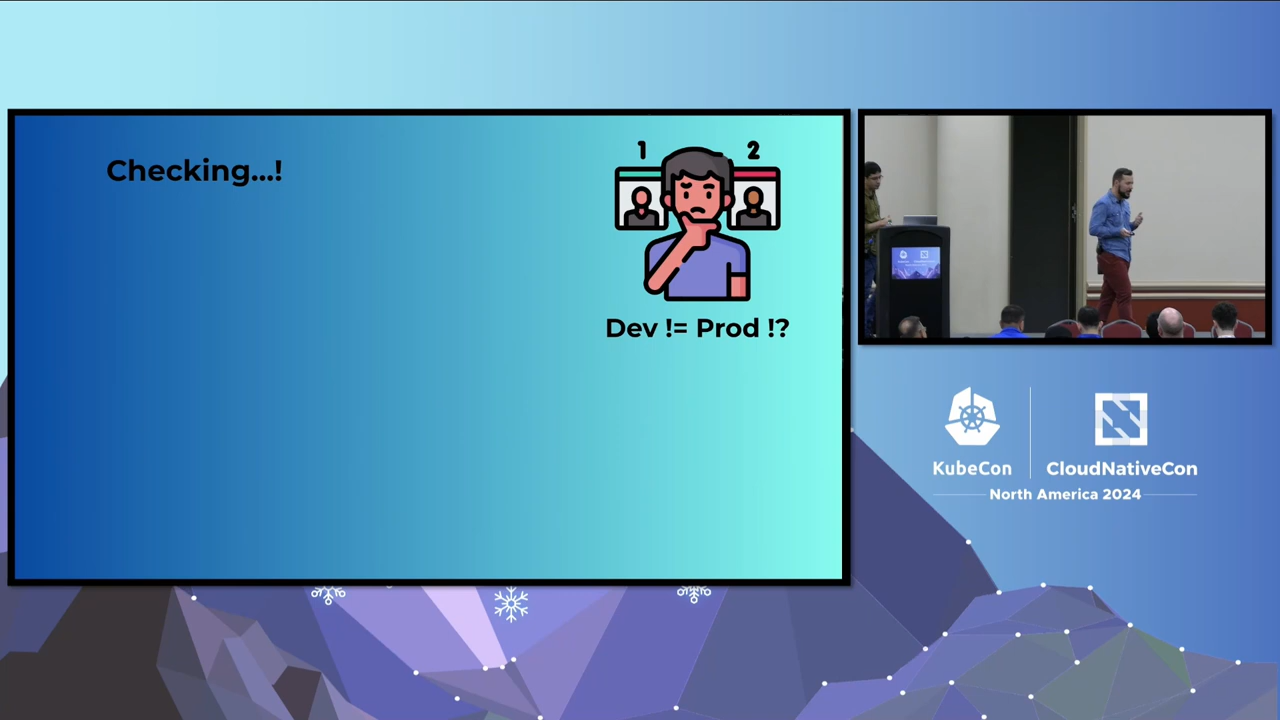 Checking...!
1
2
Dev != Prod !?
KubeCon
CloudNativeCon
North America 2024